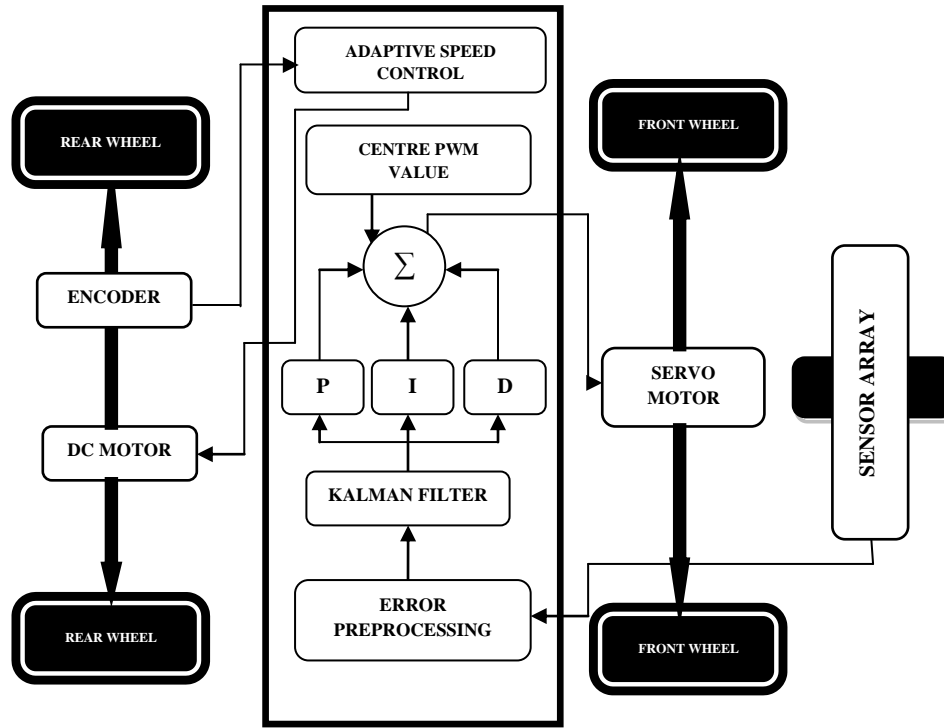 ADAPTIVE SPEED
CONTROL
REAR WHEEL
FRONT WHEEL
CENTRE PWM
VALUE
∑
ENCODER
SENSOR ARRAY
P
I
D
SERVO
MOTOR
DC MOTOR
KALMAN FILTER
ERROR
PREPROCESSING
REAR WHEEL
FRONT WHEEL